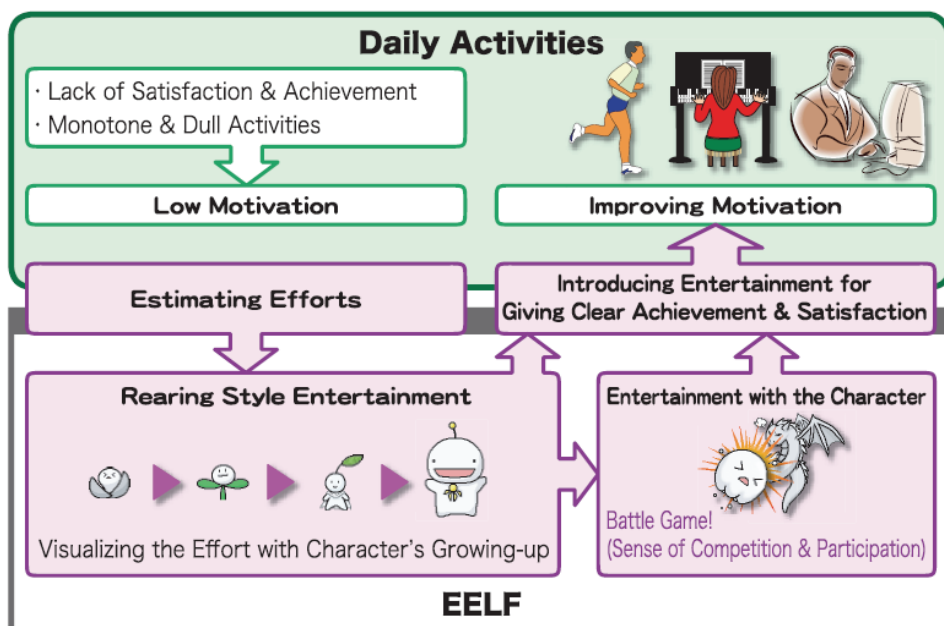 Daily Activities
· Lack of Satisfaction & Achievement
· Monotone & Dull Activities
Low Motivation
Improving Motivation
Estimating Efforts
Introducing Entertainment for
Giving Clear Achievement & Satisfaction
Rearing Style Entertainment
Visualizing the Effort with Character's Growing-up
Entertainment with the Character
Battle Game!
(Sense of Competition & Participation)
EELF